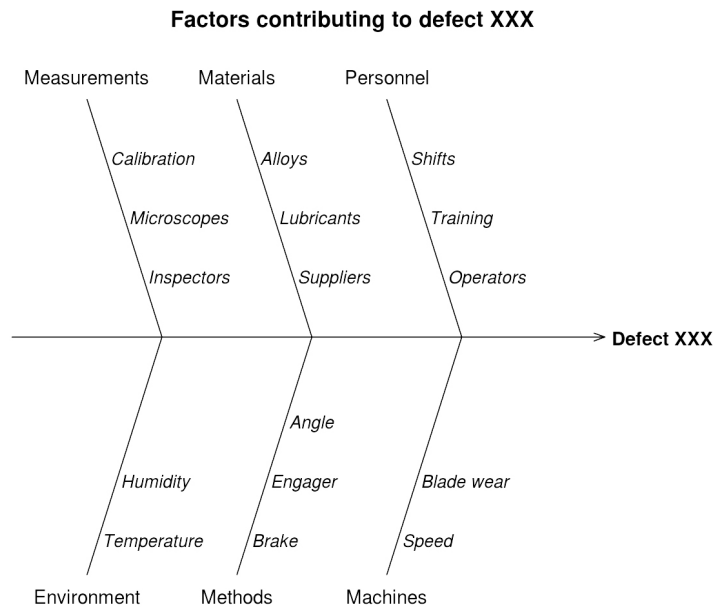 Factors contributing to defect XXX
Measurements
Materials
Personnel
Calibration
Alloys
Shifts
Microscopes
Lubricants
Training
Inspectors
Suppliers
Operators
Defect XXX
Angle
Humidity
Engager
Blade wear
Temperature
Brake
Speed
Environment
Methods
Machines